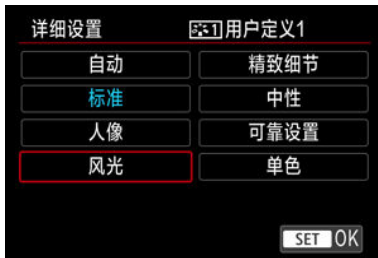 详细设置 1 用户定义1
自动 精致细节
标准 中性
人像 可靠设置
风光 单色
SET OK